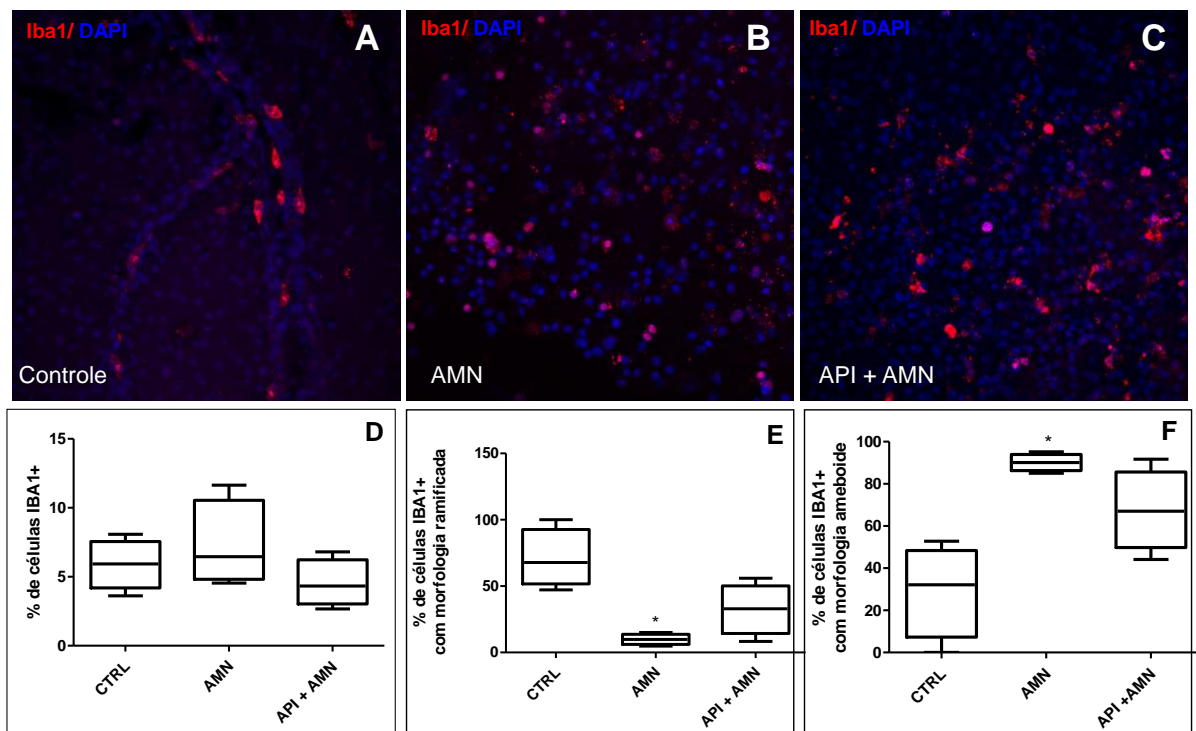 Iba1/ DAPI
A
Controle
Iba1/ DAPI
B
AMN
Iba1/ DAPI
C
API + AMN
D
% de células IBA1+
15
10
5
0
CTRL
AMN
API + AMN
E
% de células IBA1+
com morfologia ramificada
150
100
50
0
*
CTRL
AMN
API + AMN
F
% de células IBA1+
com morfologia ameboide
100
80
60
40
20
0
*
CTRL
AMN
API +AMN